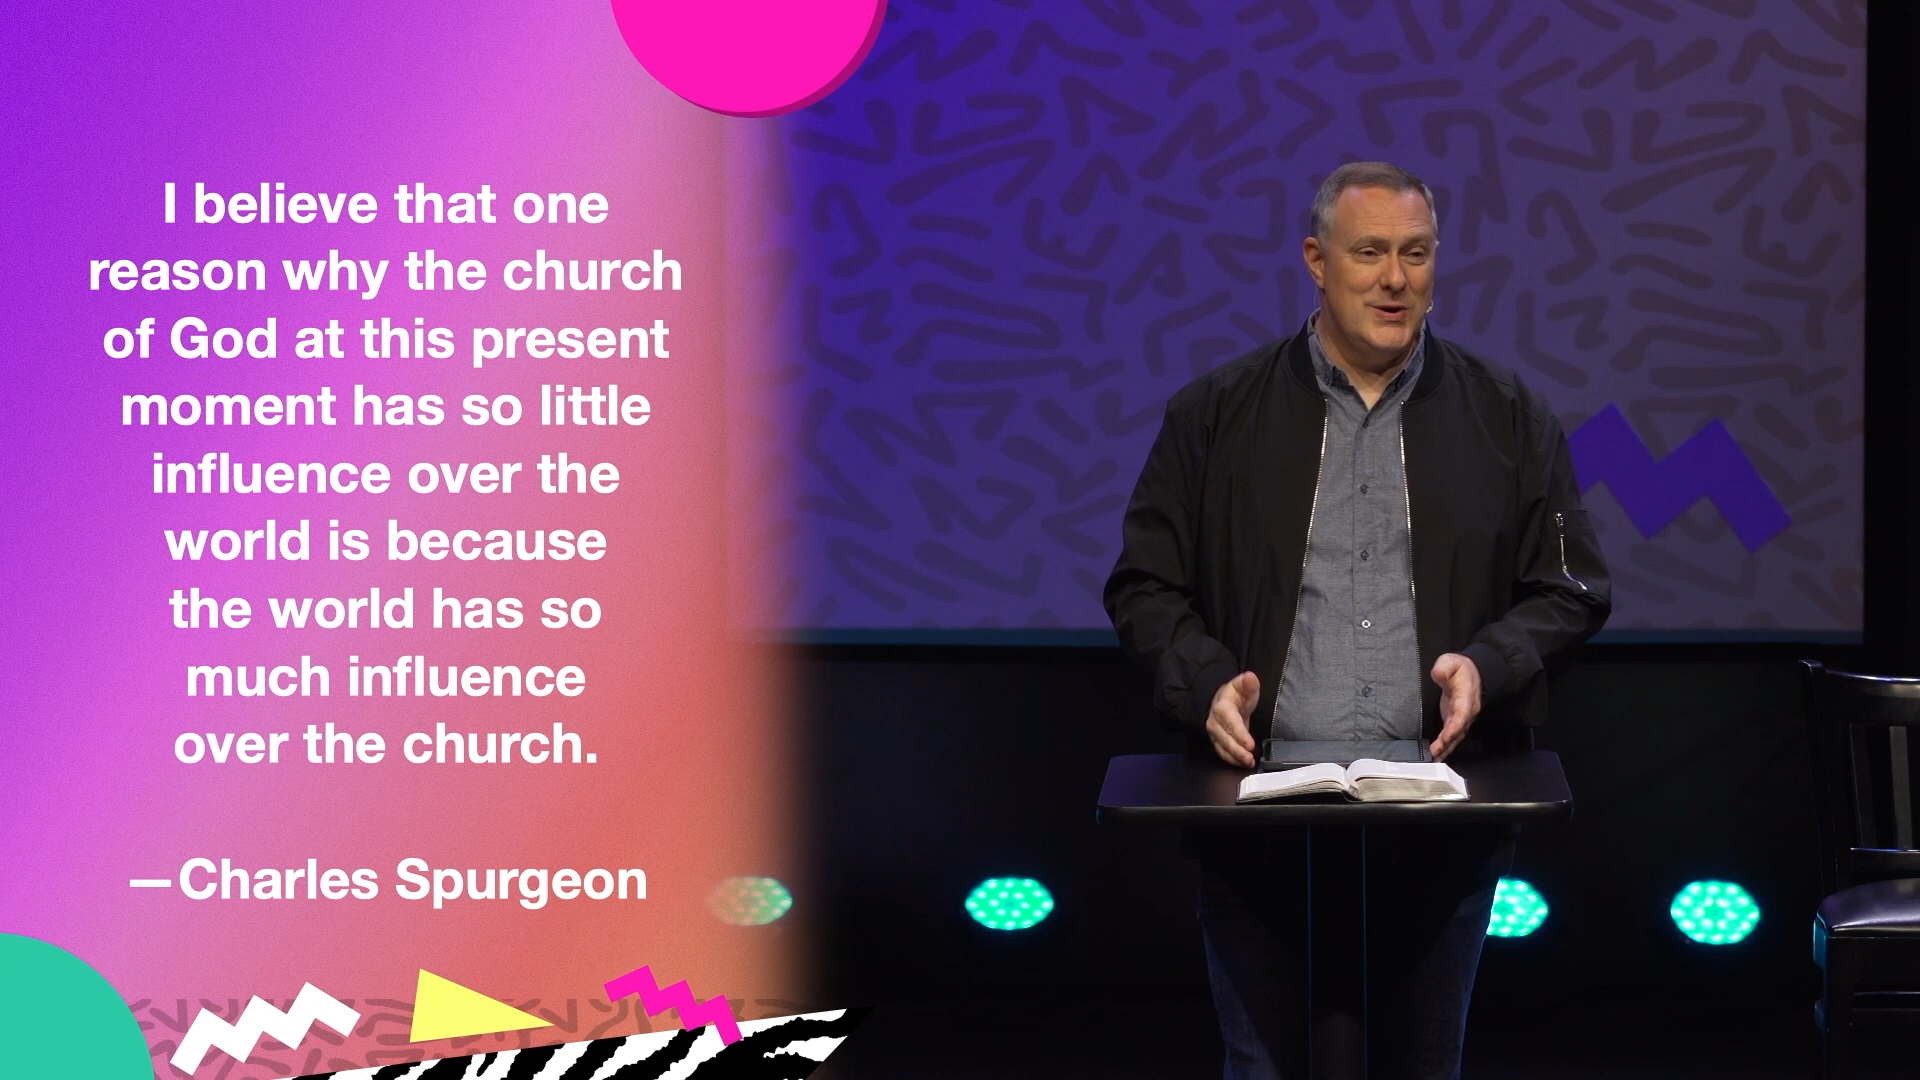 I believe that one
reason why the church
of God at this present
moment has so little
influence over the
world is because
the world has so
much influence
over the church.
—Charles Spurgeon